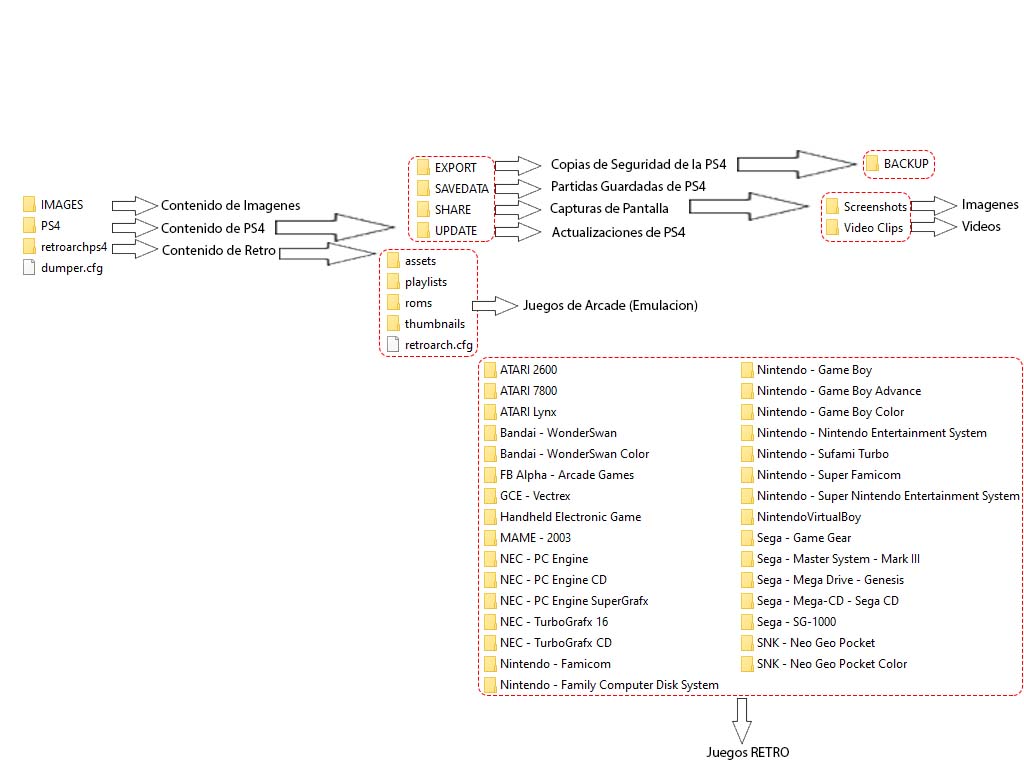 IMAGES
PS4
retroarchps4
dumper.cfg
Contenido de Imagenes
Contenido de PS4
Contenido de Retro
EXPORT
SAVEDATA
SHARE
UPDATE
Copias de Seguridad de la PS4
Partidas Guardadas de PS4
Capturas de Pantalla
Actualizaciones de PS4
BACKUP
Screenshots
Video Clips
Imagenes
Videos
assets
playlists
roms
thumbnails
retroarch.cfg
Juegos de Arcade (Emulacion)
ATARI 2600
ATARI 7800
ATARI Lynx
Bandai - WonderSwan
Bandai - WonderSwan Color
FB Alpha - Arcade Games
GCE - Vectrex
Handheld Electronic Game
MAME - 2003
NEC - PC Engine
NEC - PC Engine CD
NEC - PC Engine SuperGrafx
NEC - TurboGrafx 16
NEC - TurboGrafx CD
Nintendo - Famicom
Nintendo - Family Computer Disk System
Nintendo - Game Boy
Nintendo - Game Boy Advance
Nintendo - Game Boy Color
Nintendo - Nintendo Entertainment System
Nintendo - Sufami Turbo
Nintendo - Super Famicom
Nintendo - Super Nintendo Entertainment System
NintendoVirtualBoy
Sega - Game Gear
Sega - Master System - Mark III
Sega - Mega Drive - Genesis
Sega - Mega-CD - Sega CD
Sega - SG-1000
SNK - Neo Geo Pocket
SNK - Neo Geo Pocket Color
Juegos RETRO